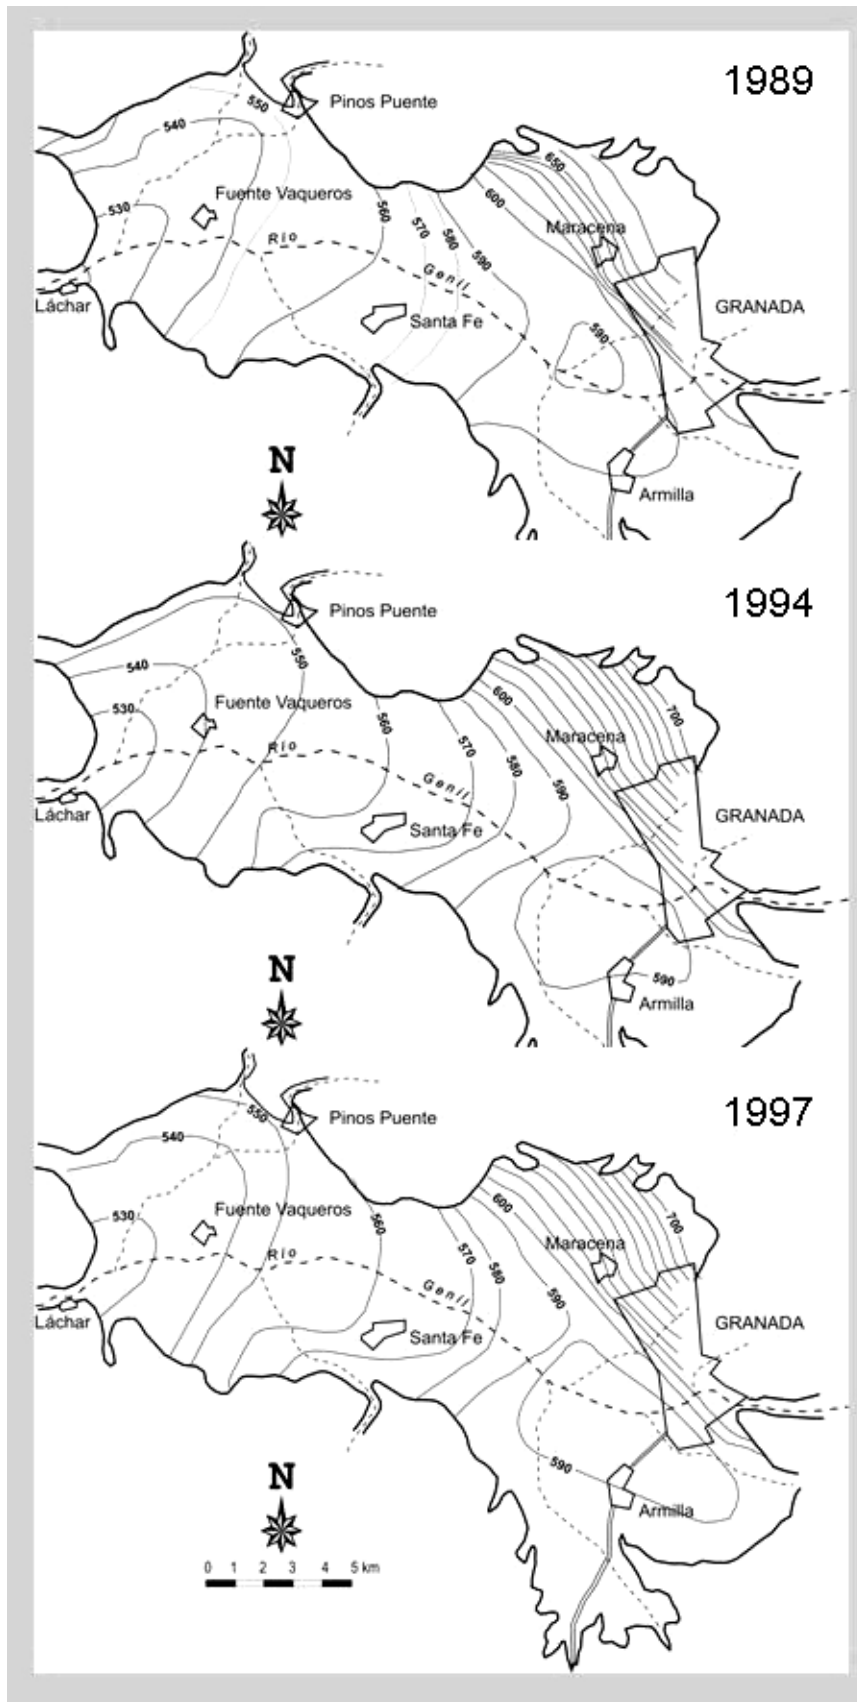 1989
550
Pinos Puente
540
650
Fuente Vaqueros
600
530
560
Maracena
570
580
Río
590
Genil
Láchar
GRANADA
Santa Fe
590
N
Armilla
1994
Pinos Puente
550
540
Fuente Vaqueros
600
530
560
700
Maracena
570
Río
580
Genil
590
Láchar
GRANADA
Santa Fe
N
590
Armilla
1997
550
Pinos Puente
540
Fuente Vaqueros
600
530
560
700
Maracena
570
Río
580
Genil
590
Láchar
GRANADA
Santa Fe
590
N
Armilla
0 1 2 3 4 5 km